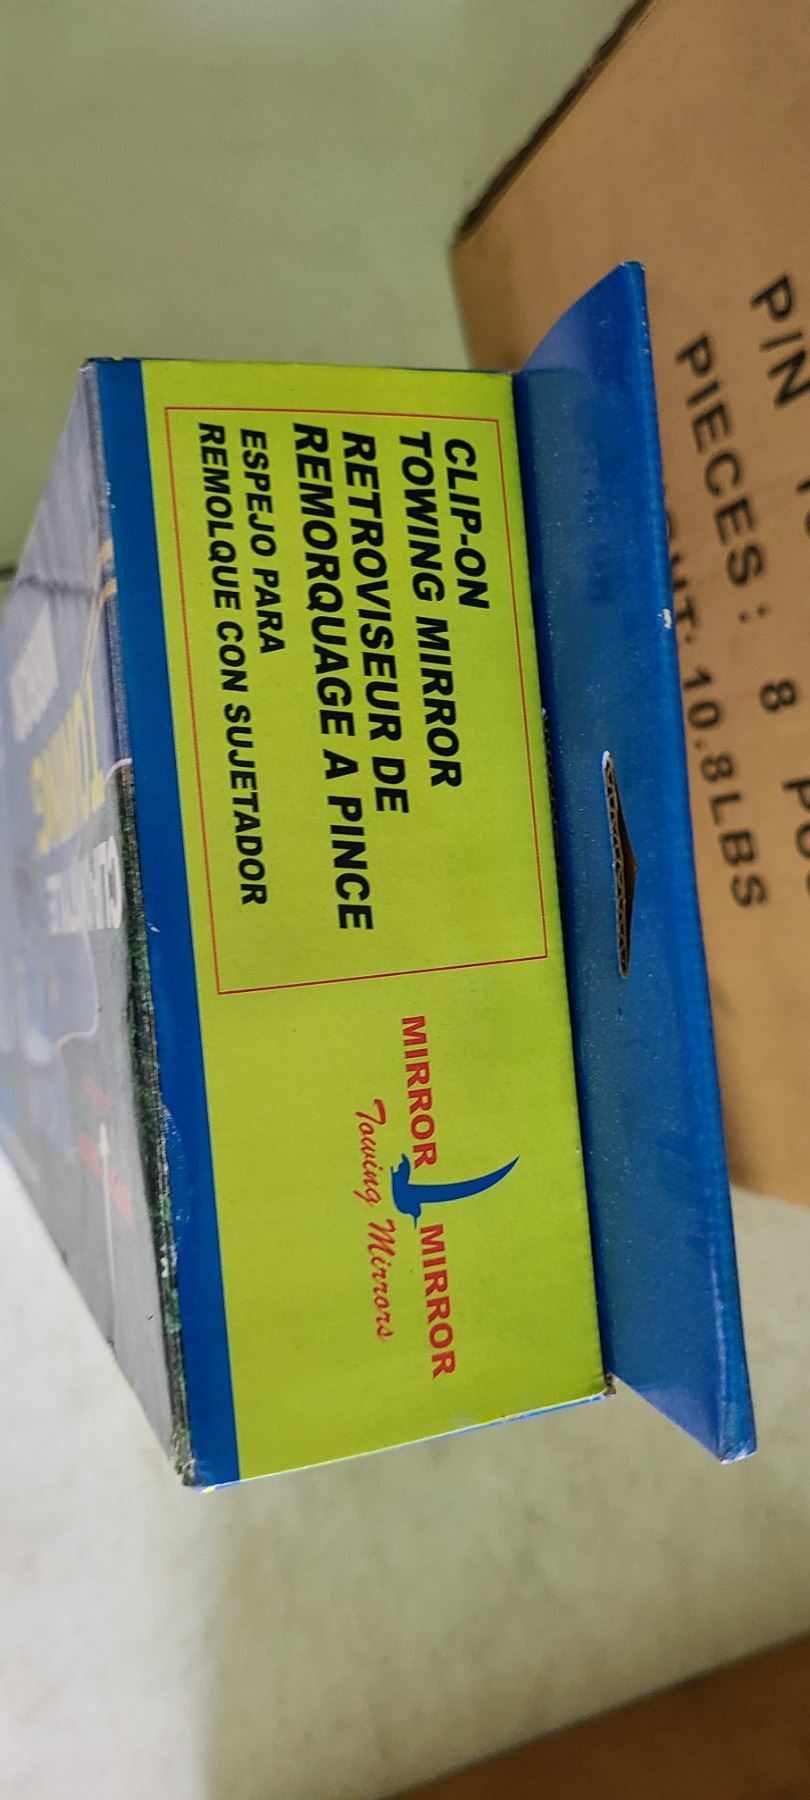 CLIP-ON
TOWING MIRROR
RETROVISEUR DE
REMORQUAGE A PINCE
ESPEJO PARA
REMOLQUE CON SUJETADOR
MIRROR MIRROR
Towing Mirrors
TOWING
P/N
PIECES: 8
10.8LBS